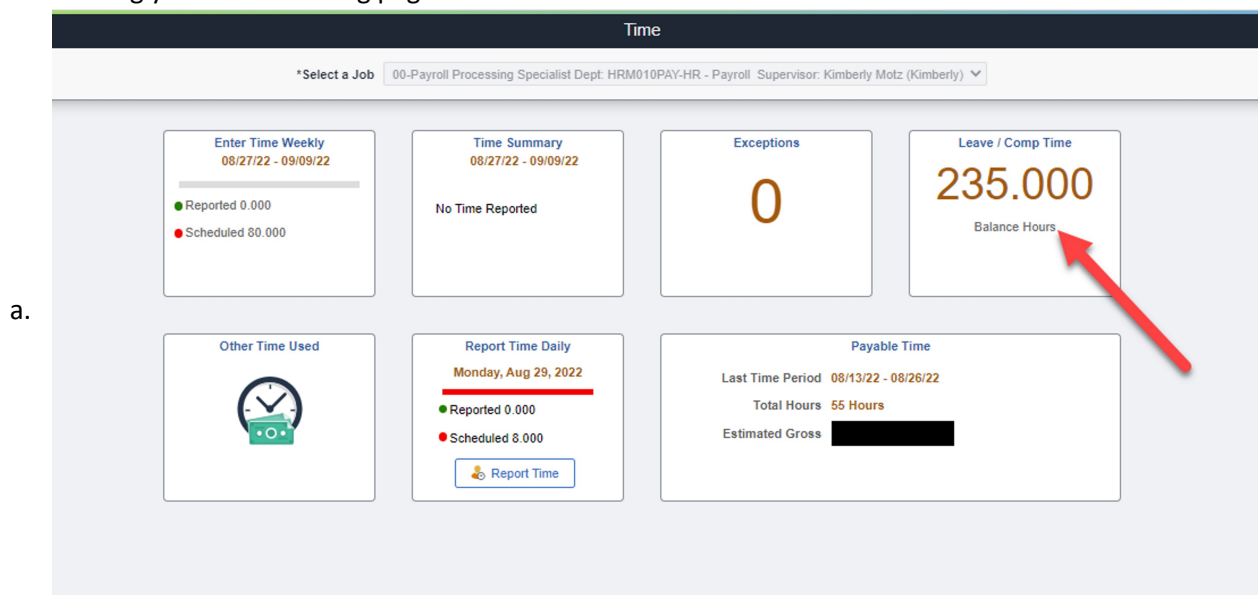 Time
*Select a Job 00-Payroll Processing Specialist Dept: HRM010PAY-HR - Payroll Supervisor: Kimberly Motz (Kimberly)
a.
Enter Time Weekly
08/27/22 - 09/09/22
Reported 0.000
Scheduled 80.000
Time Summary
08/27/22 - 09/09/22
No Time Reported
Exceptions
0
Leave / Comp Time
235.000
Balance Hours
Other Time Used
Report Time Daily
Monday, Aug 29, 2022
Reported 0.000
Scheduled 8.000
Report Time
Payable Time
Last Time Period 08/13/22 - 08/26/22
Total Hours 55 Hours
Estimated Gross